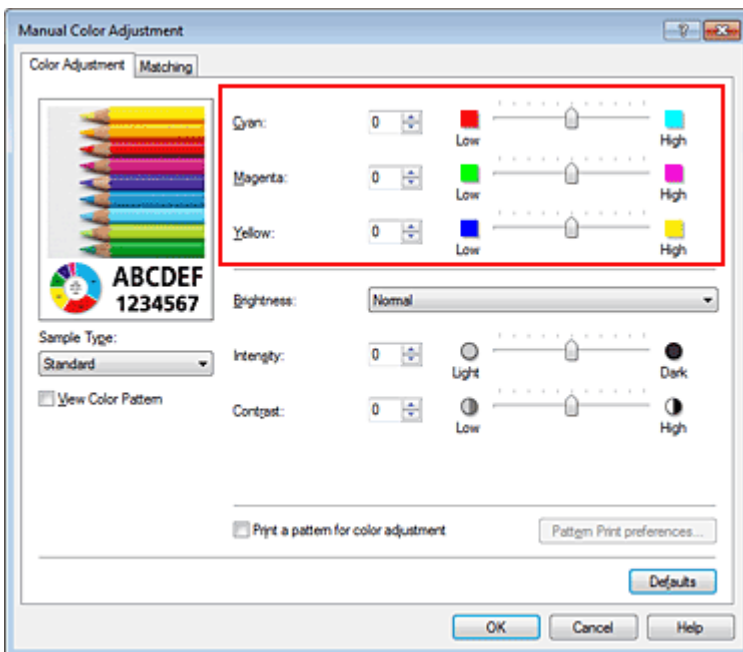 Manual Color Adjustment
Color Adjustment
Matching
Cyan:
0
Low
High
Magenta:
0
Low
High
Yellow:
0
Low
High
ABCDEF
1234567
Brightness:
Normal
Sample Type:
Standard
View Color Pattern
Intensity:
0
Light
Dark
Contrast:
0
Low
High
Print a pattern for color adjustment
Pattern Print preferences...
Defaults
OK
Cancel
Help